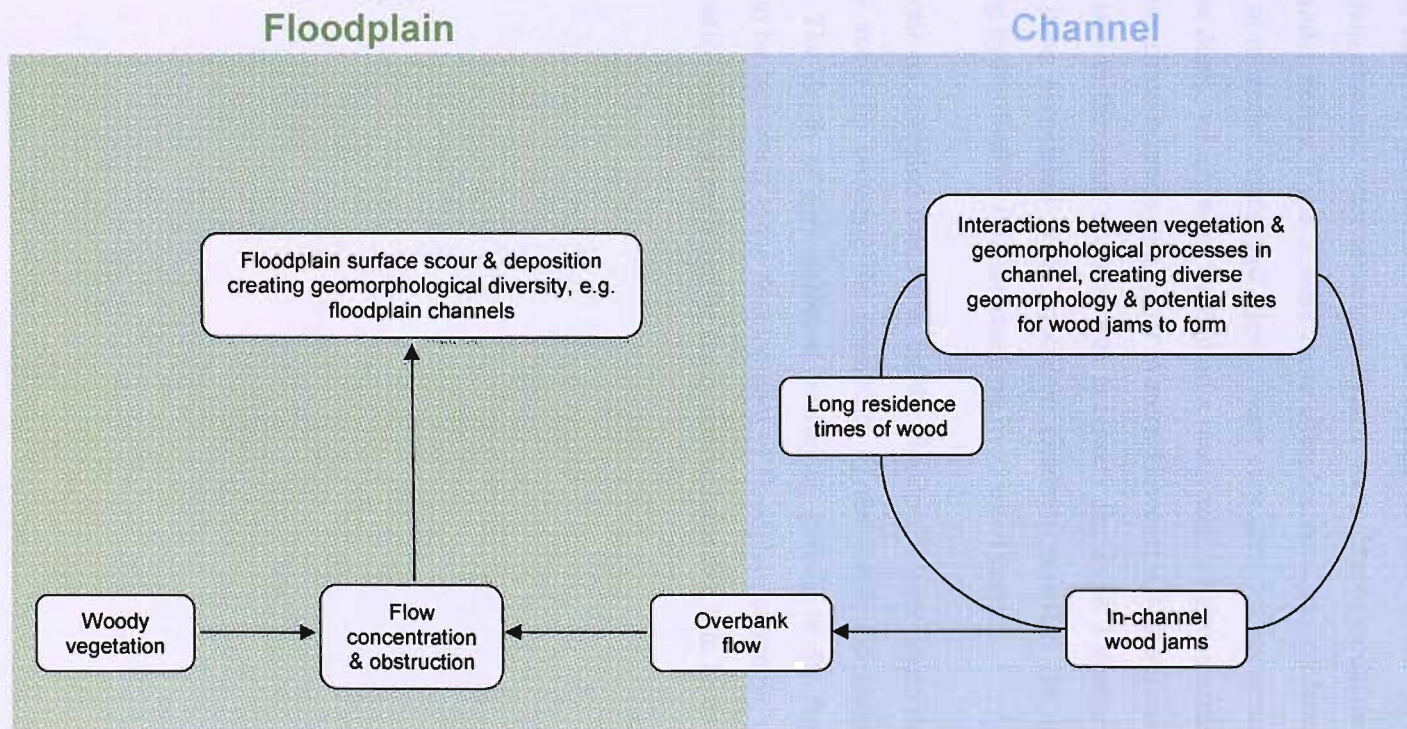 Floodplain
Channel
Floodplain surface scour & deposition
creating geomorphological diversity, e.g.
floodplain channels
Interactions between vegetation &
geomorphological processes in
channel, creating diverse
geomorphology & potential sites
for wood jams to form
Long residence
times of wood
Woody
vegetation
Flow
concentration
& obstruction
Overbank
flow
In-channel
wood jams